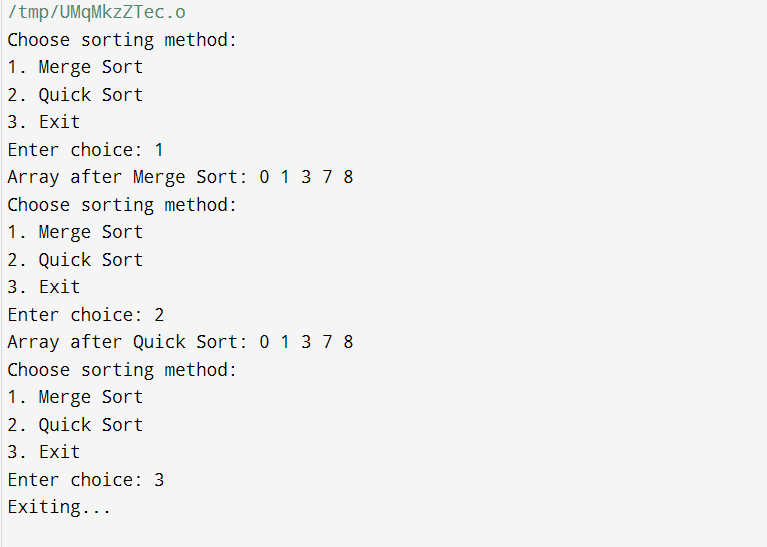 /tmp/UMqMkzZTec.o
Choose sorting method:
1. Merge Sort
2. Quick Sort
3. Exit
Enter choice: 1
Array after Merge Sort: 0 1 3 7 8
Choose sorting method:
1. Merge Sort
2. Quick Sort
3. Exit
Enter choice: 2
Array after Quick Sort: 0 1 3 7 8
Choose sorting method:
1. Merge Sort
2. Quick Sort
3. Exit
Enter choice: 3
Exiting...